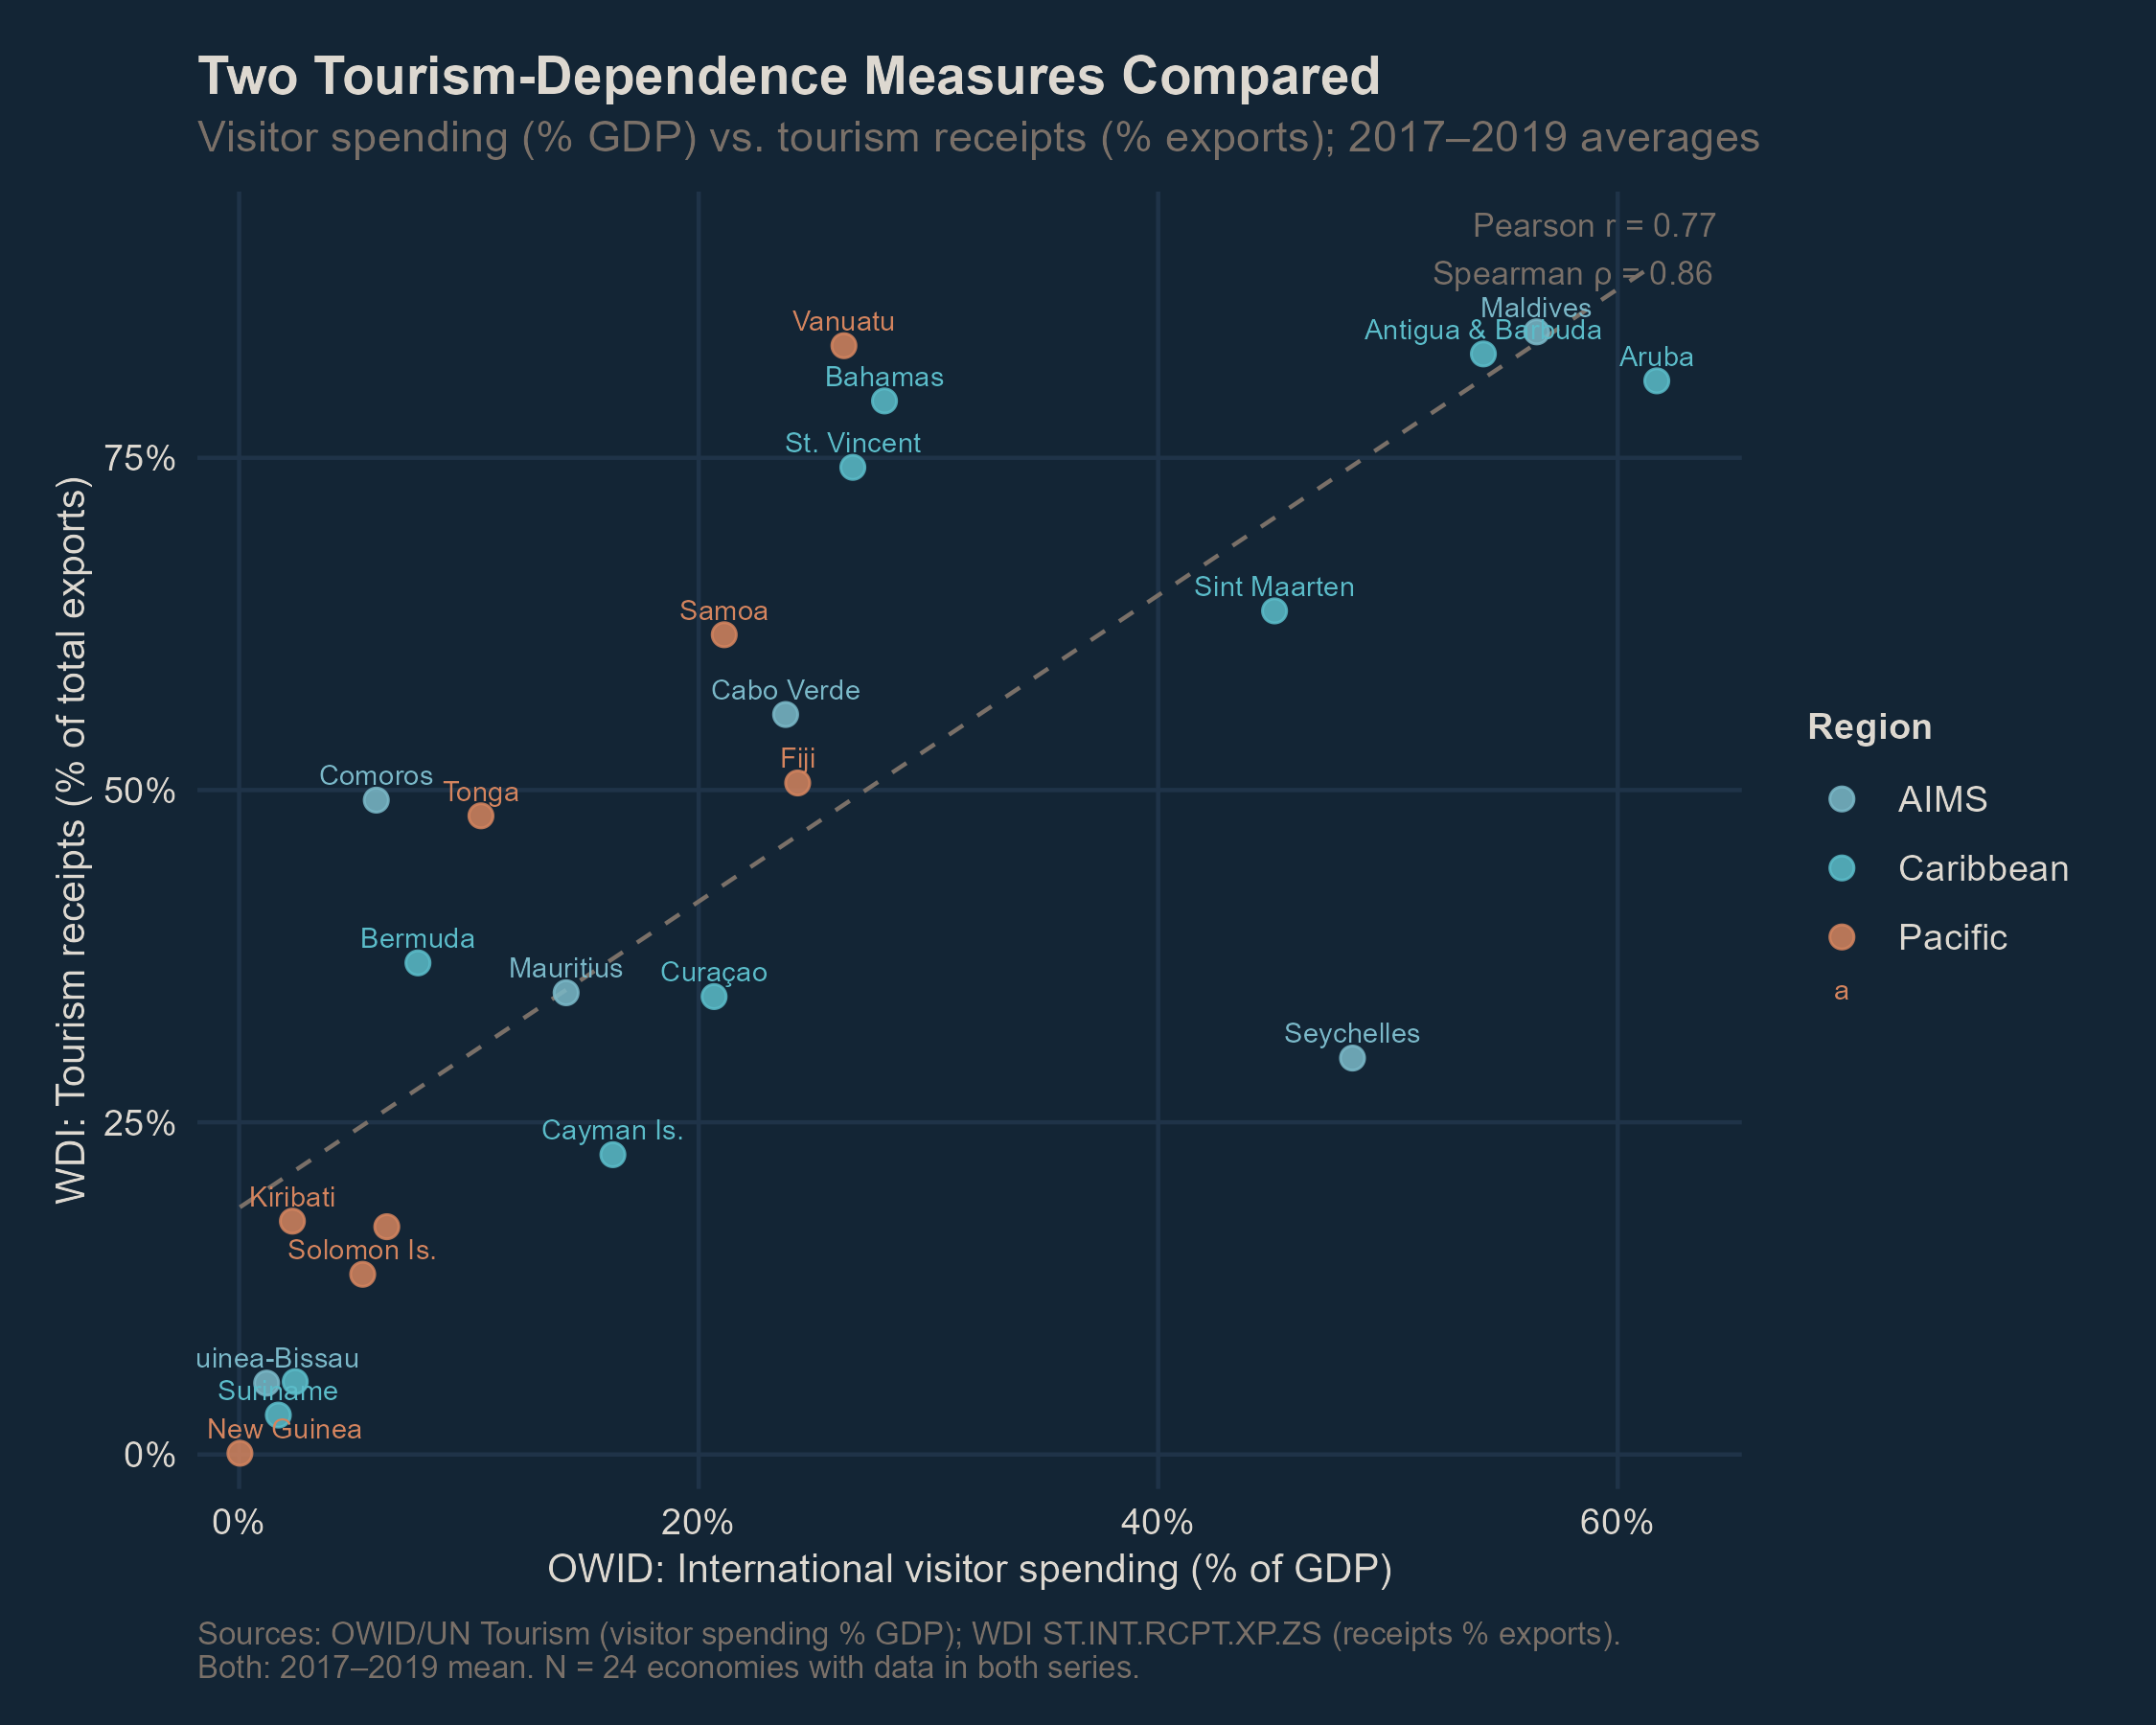 Two Tourism-Dependence Measures Compared
Visitor spending (% GDP) vs. tourism receipts (% exports); 2017–2019 averages
Pearson r = 0.77
Spearman ρ = 0.86
Maldives
Vanuatu
Antigua & Barbuda
Aruba
Bahamas
St. Vincent
75%
Sint Maarten
Samoa
Cabo Verde
Fiji
Comoros
Tonga
50%
Bermuda
Mauritius
Curaçao
Seychelles
Cayman Is.
25%
Kiribati
Solomon Is.
uinea-Bissau
Suriname
New Guinea
0%
WDI: Tourism receipts (% of total exports)
Region
AIMS
Caribbean
Pacific
a
0%
20%
40%
60%
OWID: International visitor spending (% of GDP)
Sources: OWID/UN Tourism (visitor spending % GDP); WDI ST.INT.RCPT.XP.ZS (receipts % exports).
Both: 2017–2019 mean. N = 24 economies with data in both series.